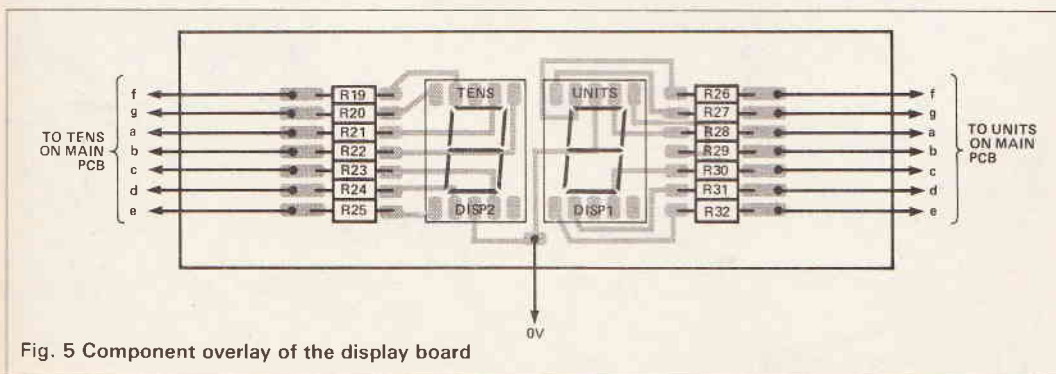 f
g
a
b
c
d
e
TO TENS
ON MAIN
PCB
R19
R20
R21
R22
R23
R24
R25
TENS
DISP2
UNITS
DISP1
R26
R27
R28
R29
R30
R31
R32
f
g
a
b
c
d
e
TO UNITS
ON MAIN
PCB
0V
Fig. 5 Component overlay of the display board